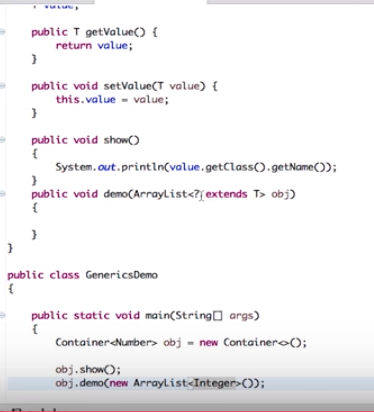 T value;
public T getValue() {
return value;
}
public void setValue(T value) {
this.value = value;
}
public void show()
{
System.out.println(value.getClass().getName());
}
public void demo(ArrayList<? extends T> obj)
{
}
}
public class GenericsDemo
{
public static void main(String[] args)
{
Container<Number> obj = new Container<>();
obj.show();
obj.demo(new ArrayList<Integer>());